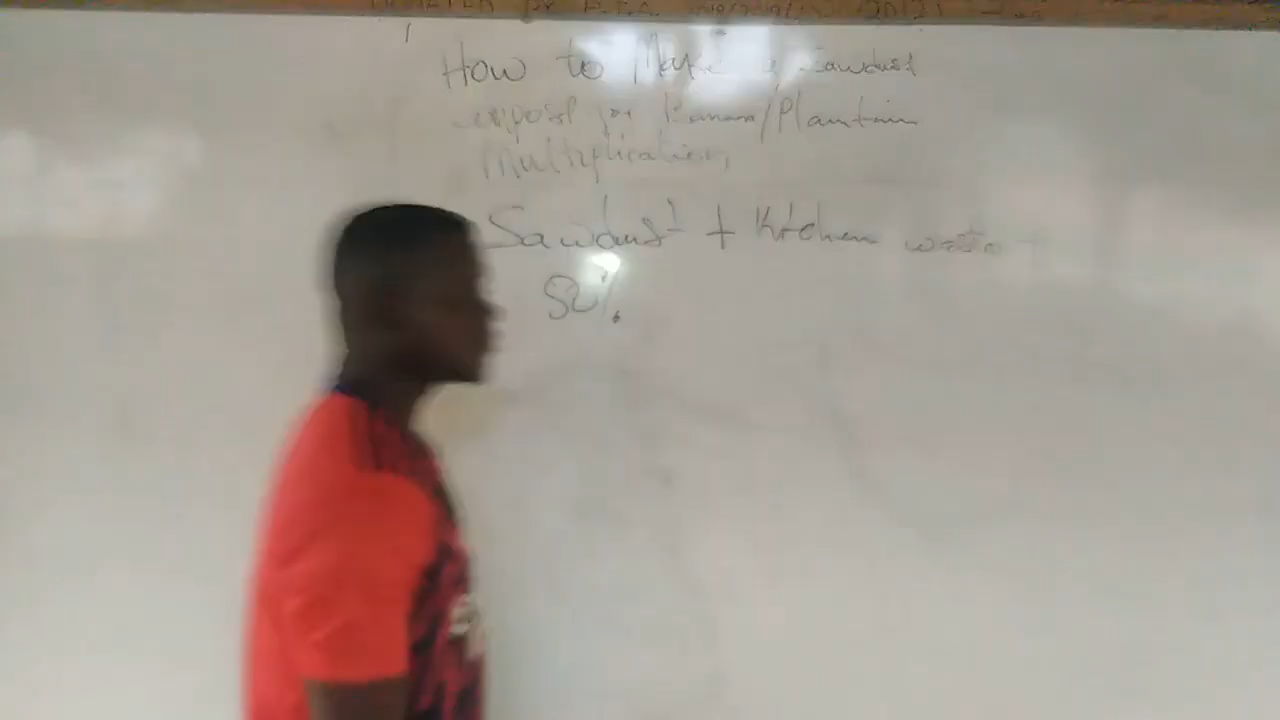 How to Make a Sawdust
compost for Banana/Plantain
Multiplication
Sawdust + Kitchen waste +
50%